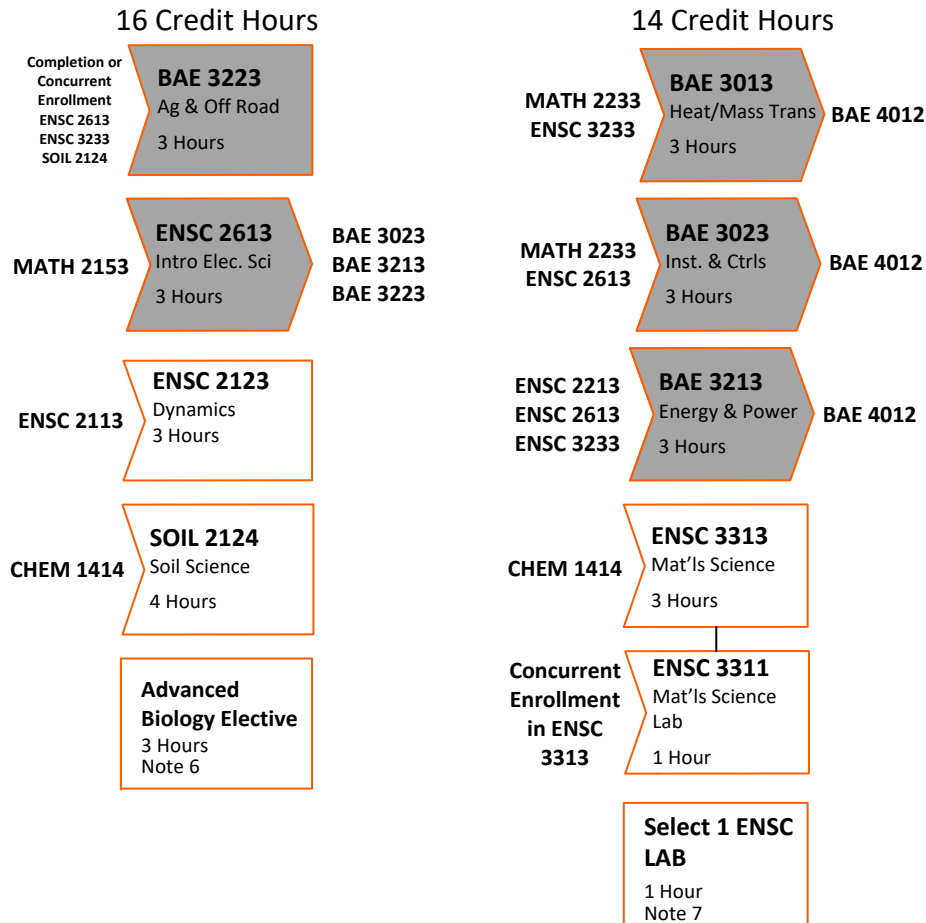 16 Credit Hours
Completion or
Concurrent
Enrollment
ENSC 2613
ENSC 3233
SOIL 2124
BAE 3223
Ag & Off Road
3 Hours
MATH 2153
ENSC 2613
Intro Elec. Sci
3 Hours
BAE 3023
BAE 3213
BAE 3223
ENSC 2113
ENSC 2123
Dynamics
3 Hours
CHEM 1414
SOIL 2124
Soil Science
4 Hours
Advanced
Biology Elective
3 Hours
Note 6
14 Credit Hours
MATH 2233
ENSC 3233
BAE 3013
Heat/Mass Trans
3 Hours
BAE 4012
MATH 2233
ENSC 2613
BAE 3023
Inst. & Ctrls
3 Hours
BAE 4012
ENSC 2213
ENSC 2613
ENSC 3233
BAE 3213
Energy & Power
3 Hours
BAE 4012
CHEM 1414
ENSC 3313
Mat'ls Science
3 Hours
Concurrent
Enrollment
in ENSC
3313
ENSC 3311
Mat'ls Science
Lab
1 Hour
Select 1 ENSC
LAB
1 Hour
Note 7